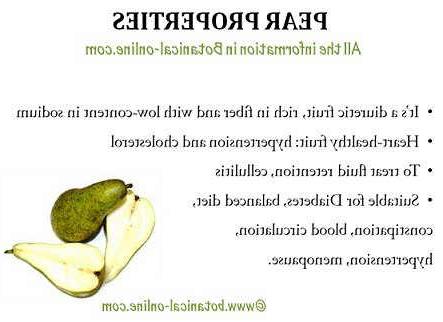 PEAR PROPERTIES
All the information in Botanical-online.com
• It's a diuretic fruit, rich in fiber and with low-content in sodium
• Heart-healthy fruit: hypertension and cholesterol
• To treat fluid retention, cellulitis
• Suitable for Diabetes, balanced diet,
constipation, blood circulation,
hypertension, menopause.
@www.botanical-online.com